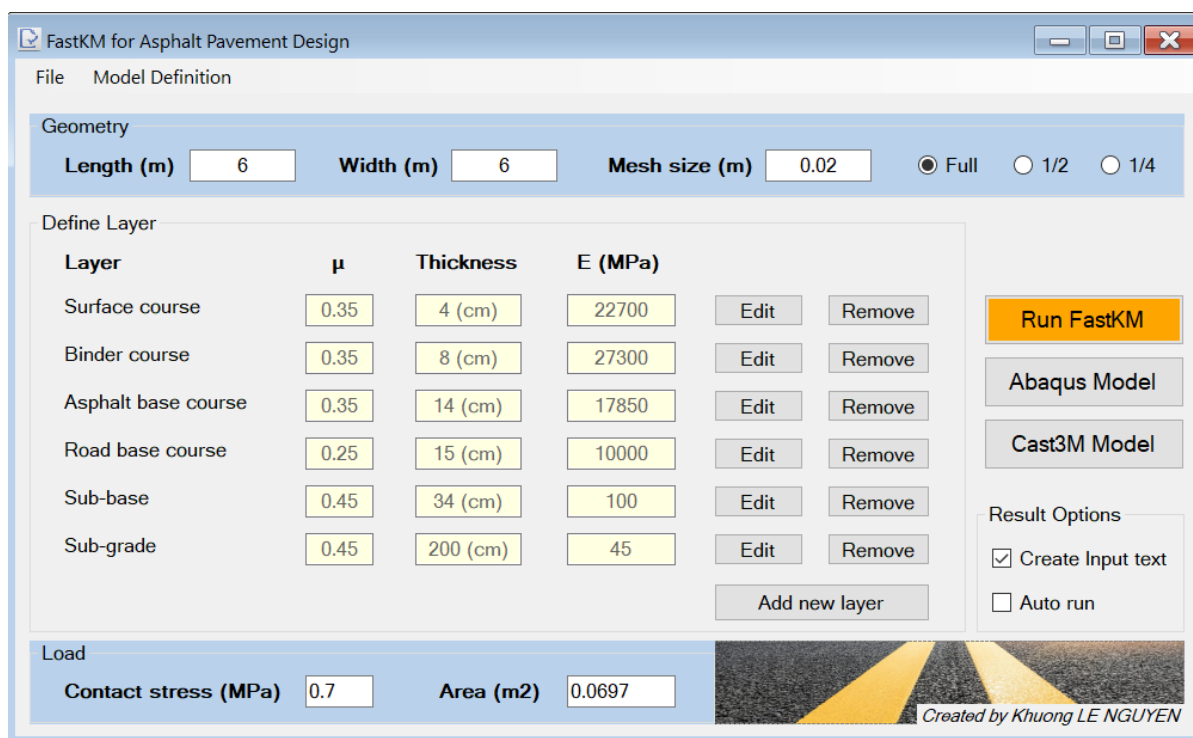 FastKM for Asphalt Pavement Design
File Model Definition
Geometry
Length (m) 6 Width (m) 6 Mesh size (m) 0.02 Full 1/2 1/4
Define Layer
Layer μ Thickness E (MPa)
Surface course 0.35 4 (cm) 22700 Edit Remove
Binder course 0.35 8 (cm) 27300 Edit Remove
Asphalt base course 0.35 14 (cm) 17850 Edit Remove
Road base course 0.25 15 (cm) 10000 Edit Remove
Sub-base 0.45 34 (cm) 100 Edit Remove
Sub-grade 0.45 200 (cm) 45 Edit Remove
Add new layer
Run FastKM
Abaqus Model
Cast3M Model
Result Options
Create Input text
Auto run
Load
Contact stress (MPa) 0.7 Area (m2) 0.0697
Created by Khuong LE NGUYEN